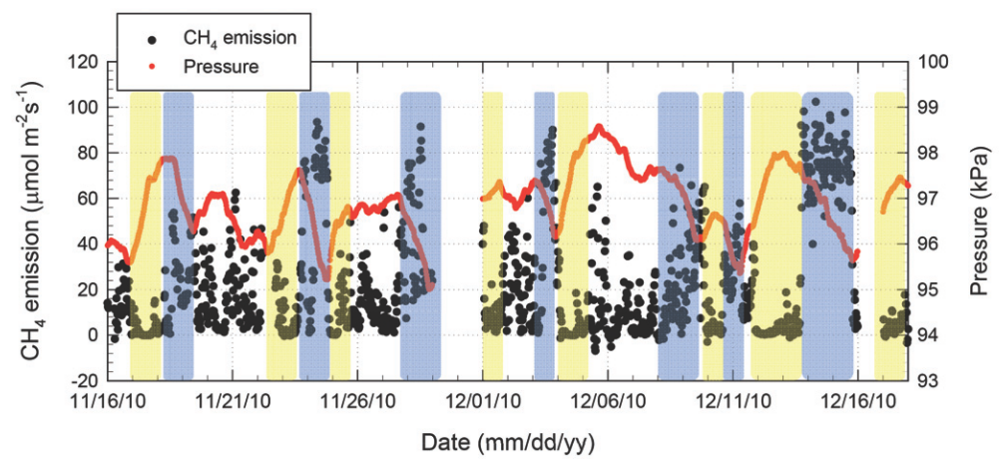 CH₄ emission
Pressure
120
100
80
60
40
20
0
-20
CH₄ emission (μmol m⁻²s⁻¹)
100
99
98
97
96
95
94
93
Pressure (kPa)
11/16/10 11/21/10 11/26/10 12/01/10 12/06/10 12/11/10 12/16/10
Date (mm/dd/yy)